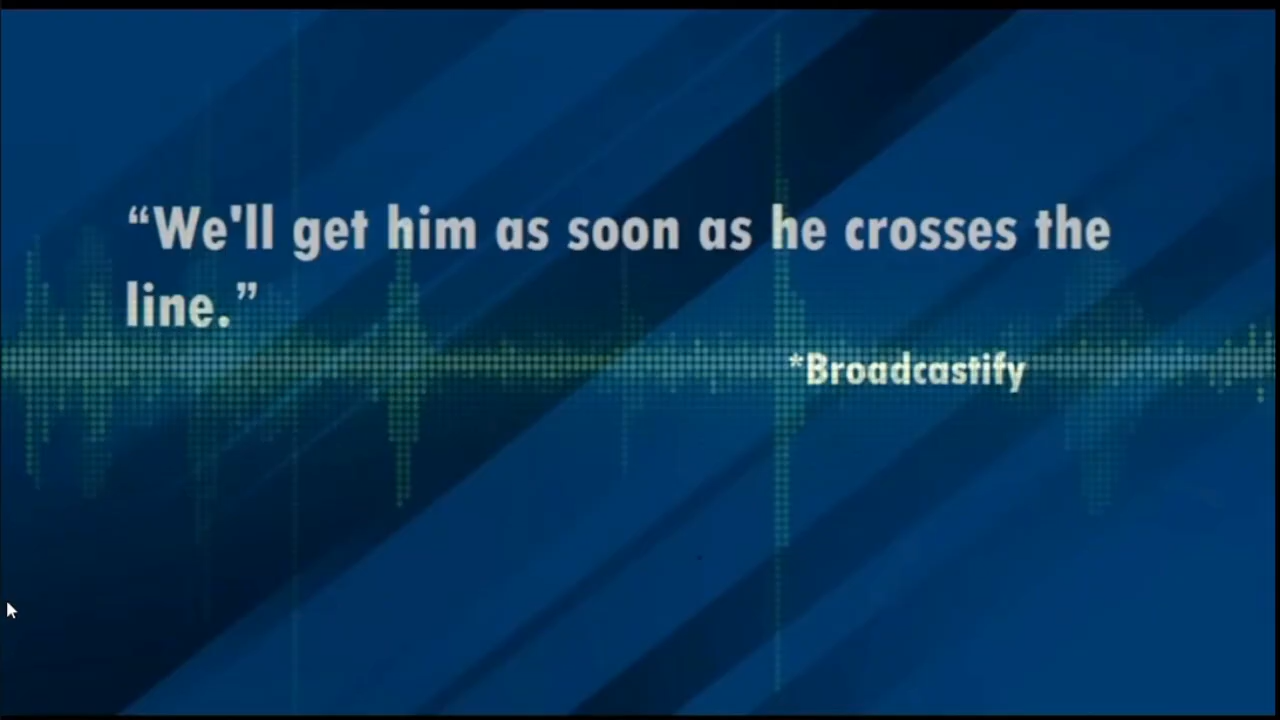 “We'll get him as soon as he crosses the
line.”
*Broadcastify